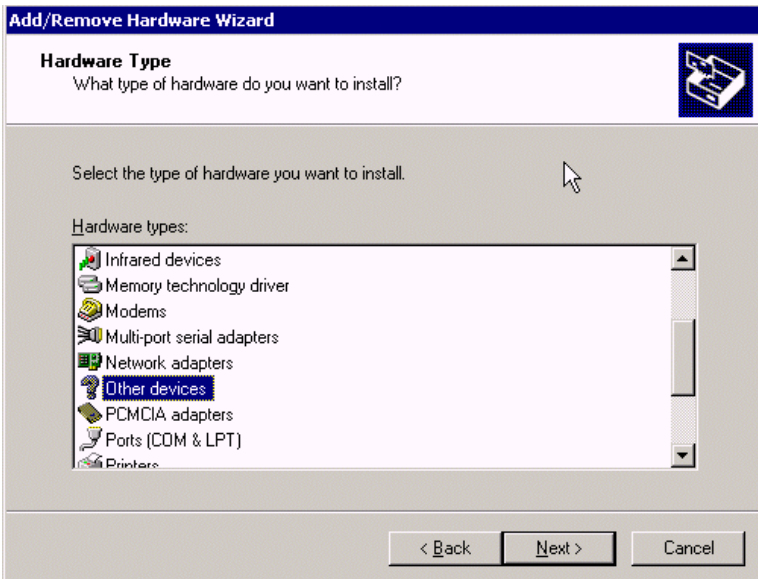 Add/Remove Hardware Wizard
Hardware Type
What type of hardware do you want to install?
Select the type of hardware you want to install.
Hardware types:
Infrared devices
Memory technology driver
Modems
Multi-port serial adapters
Network adapters
Other devices
PCMCIA adapters
Ports (COM & LPT)
Printers
< Back Next > Cancel